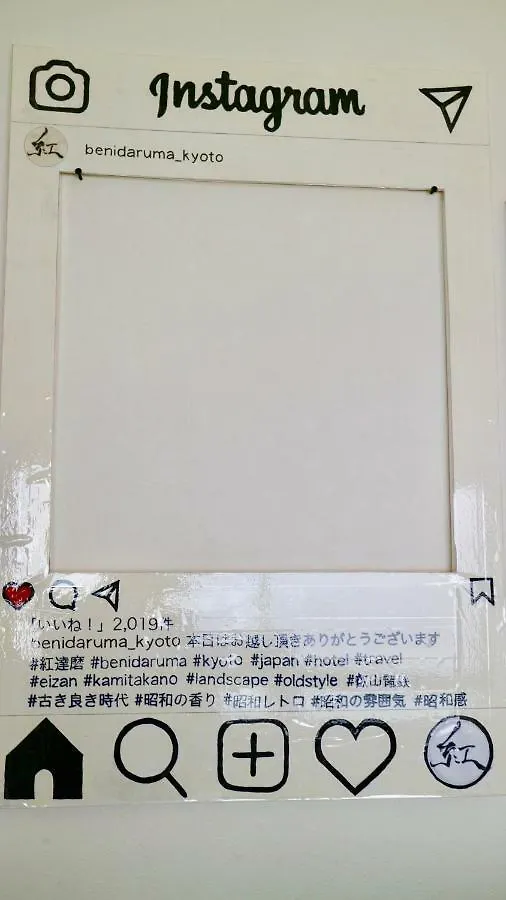 Instagram
紅 benidaruma_kyoto
「いいね！」2,019件
benidaruma_kyoto 本日はお越し頂きありがとうございます
#紅達磨 #benidaruma #kyoto #japan #hotel #travel
#eizan #kamitakano #landscape #oldstyle #叡山電鉄
#古き良き時代 #昭和の香り #昭和レトロ #昭和の雰囲気 #昭和感
紅